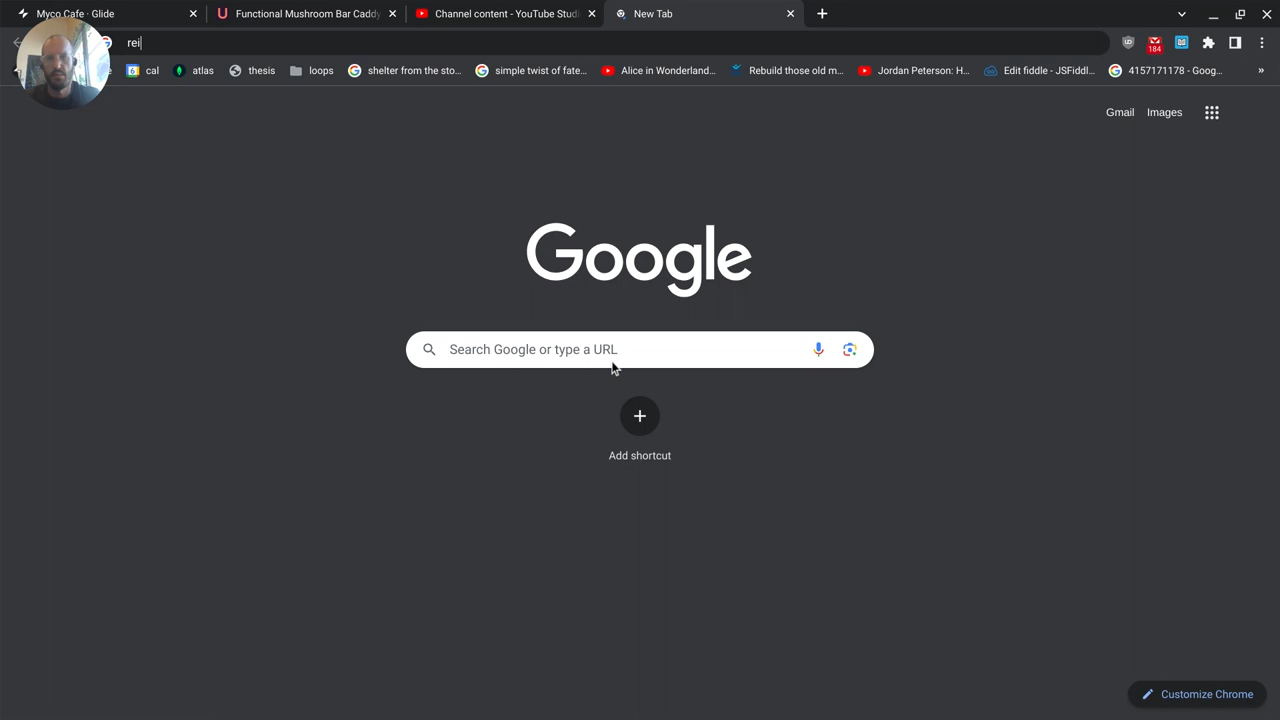 Myco Cafe · Glide
Functional Mushroom Bar Caddy
Channel content - YouTube Studi
New Tab
rei
184
cal
atlas
thesis
loops
shelter from the sto...
simple twist of fate...
Alice in Wonderland...
Rebuild those old m...
Jordan Peterson: H...
Edit fiddle - JSFiddl...
4157171178 - Goog...
»
Gmail
Images
Google
Search Google or type a URL
Add shortcut
Customize Chrome